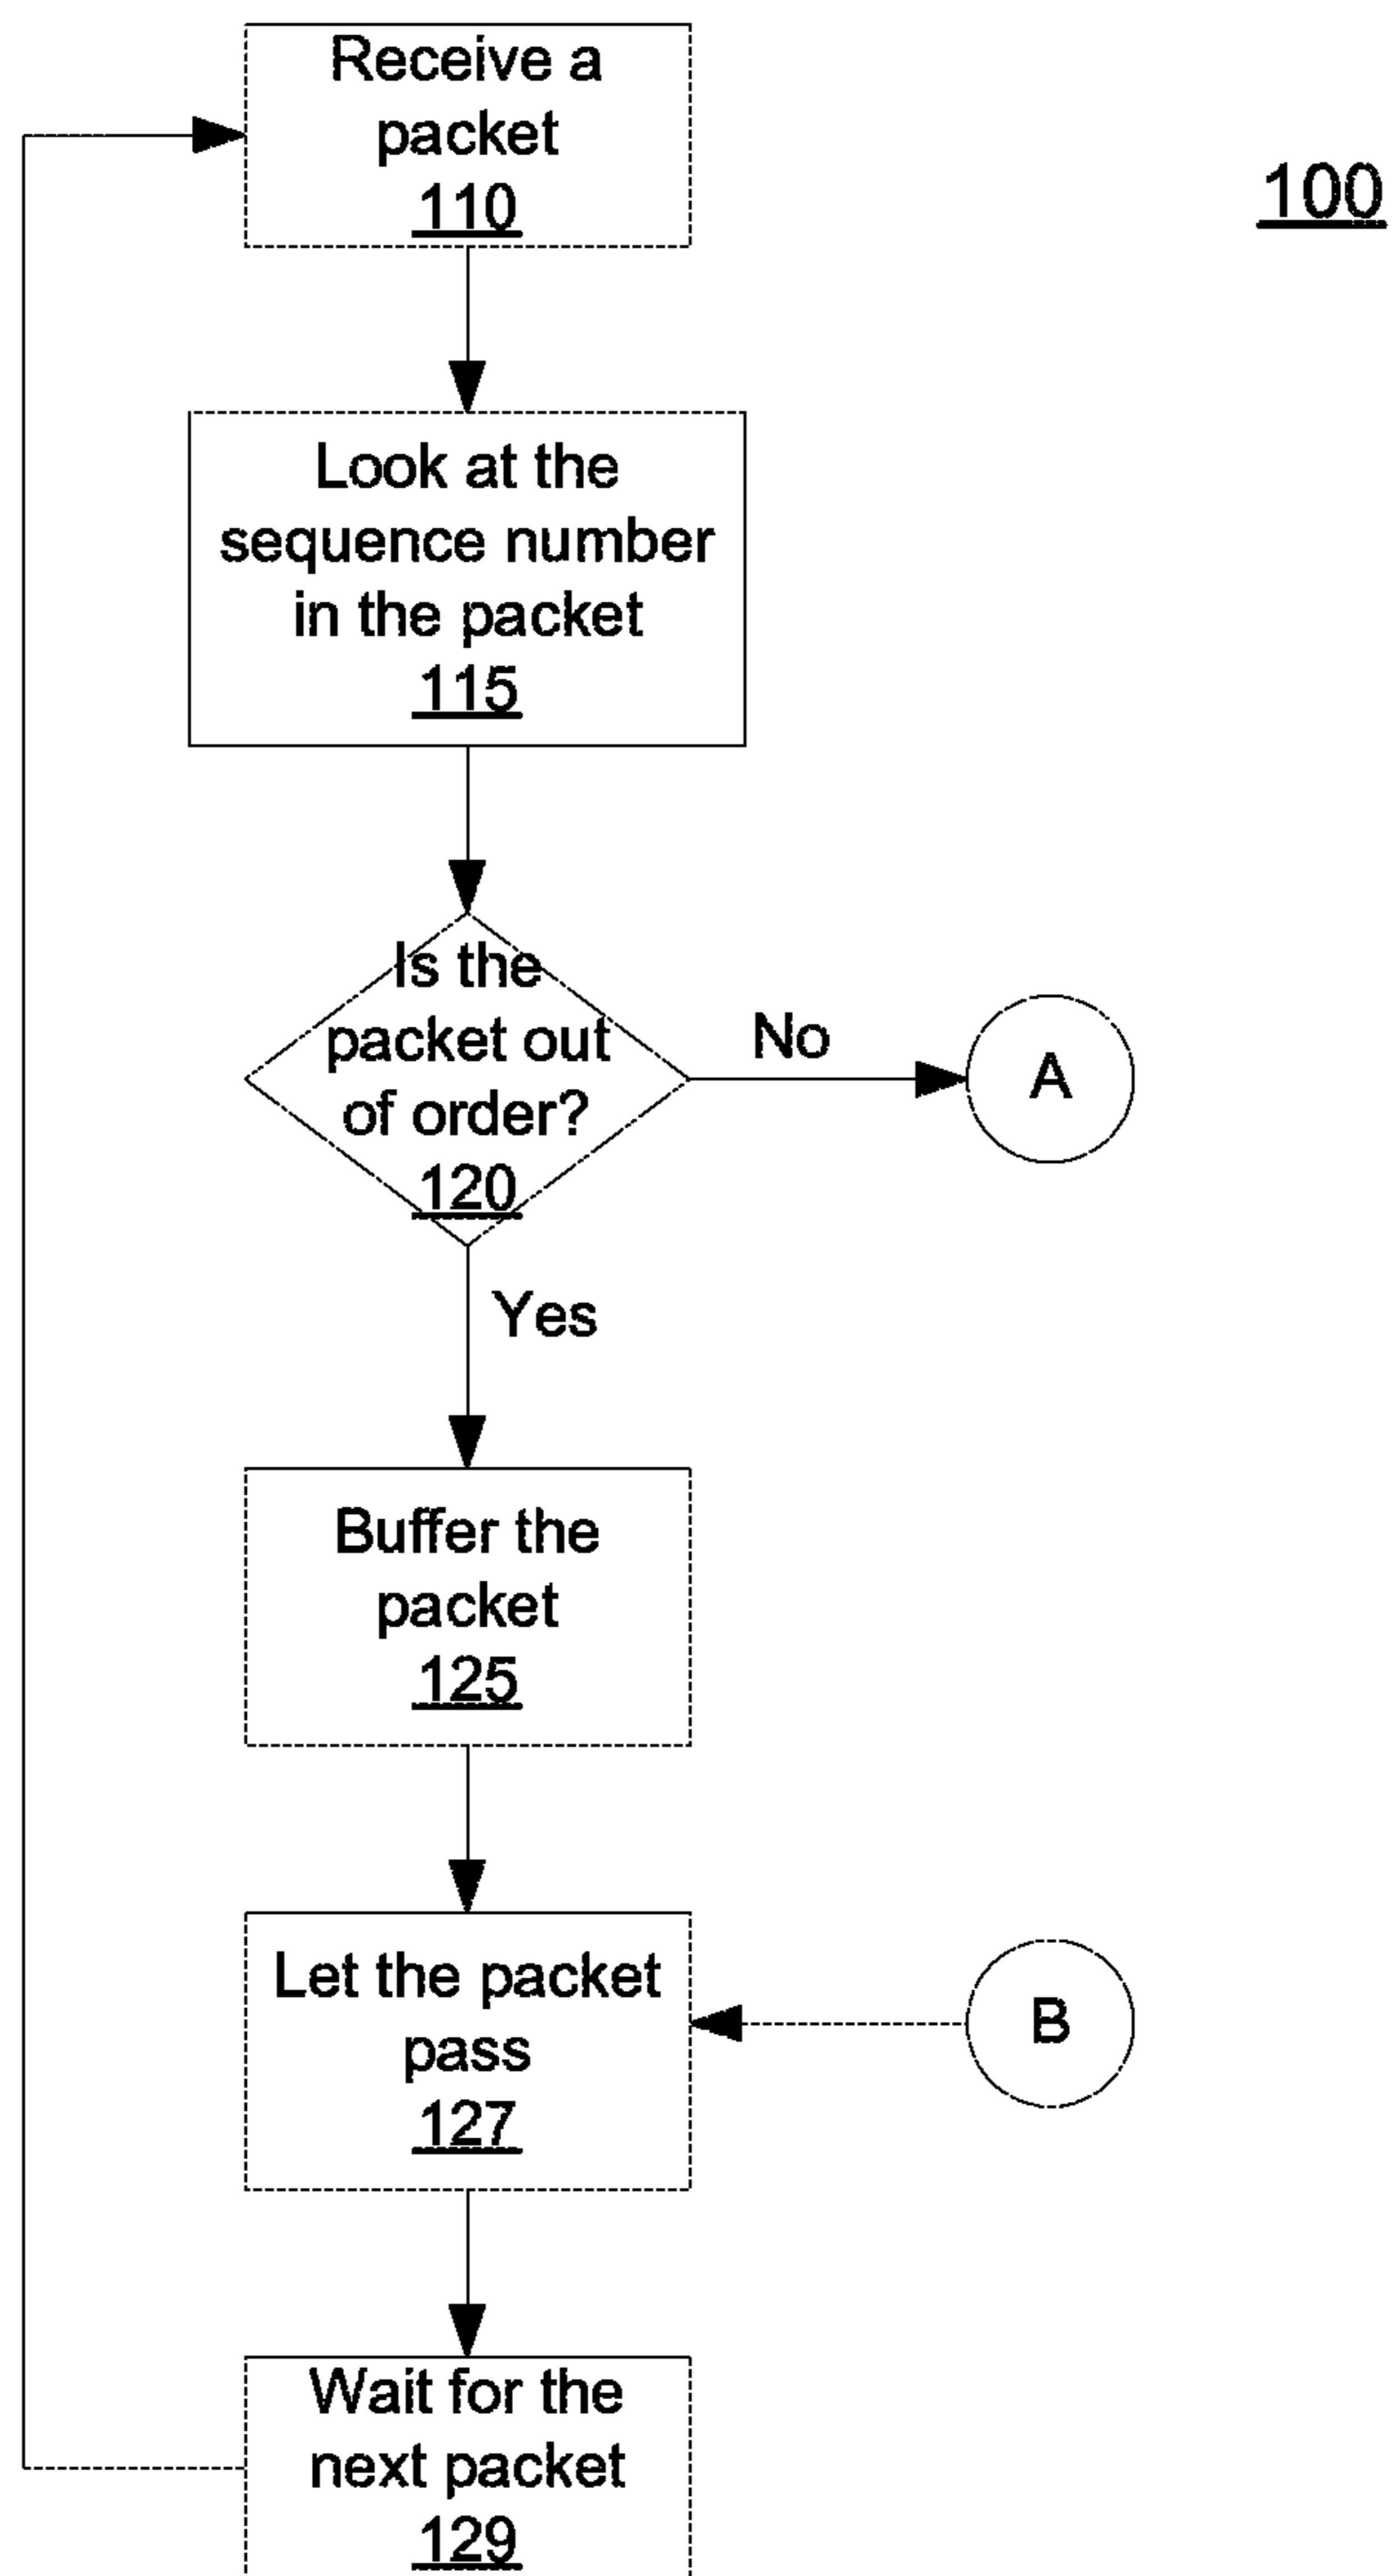 Receive a
packet
110
100
Look at the
sequence number
in the packet
115
Is the
packet out
of order?
120
No
A
Yes
Buffer the
packet
125
Let the packet
pass
127
B
Wait for the
next packet
129